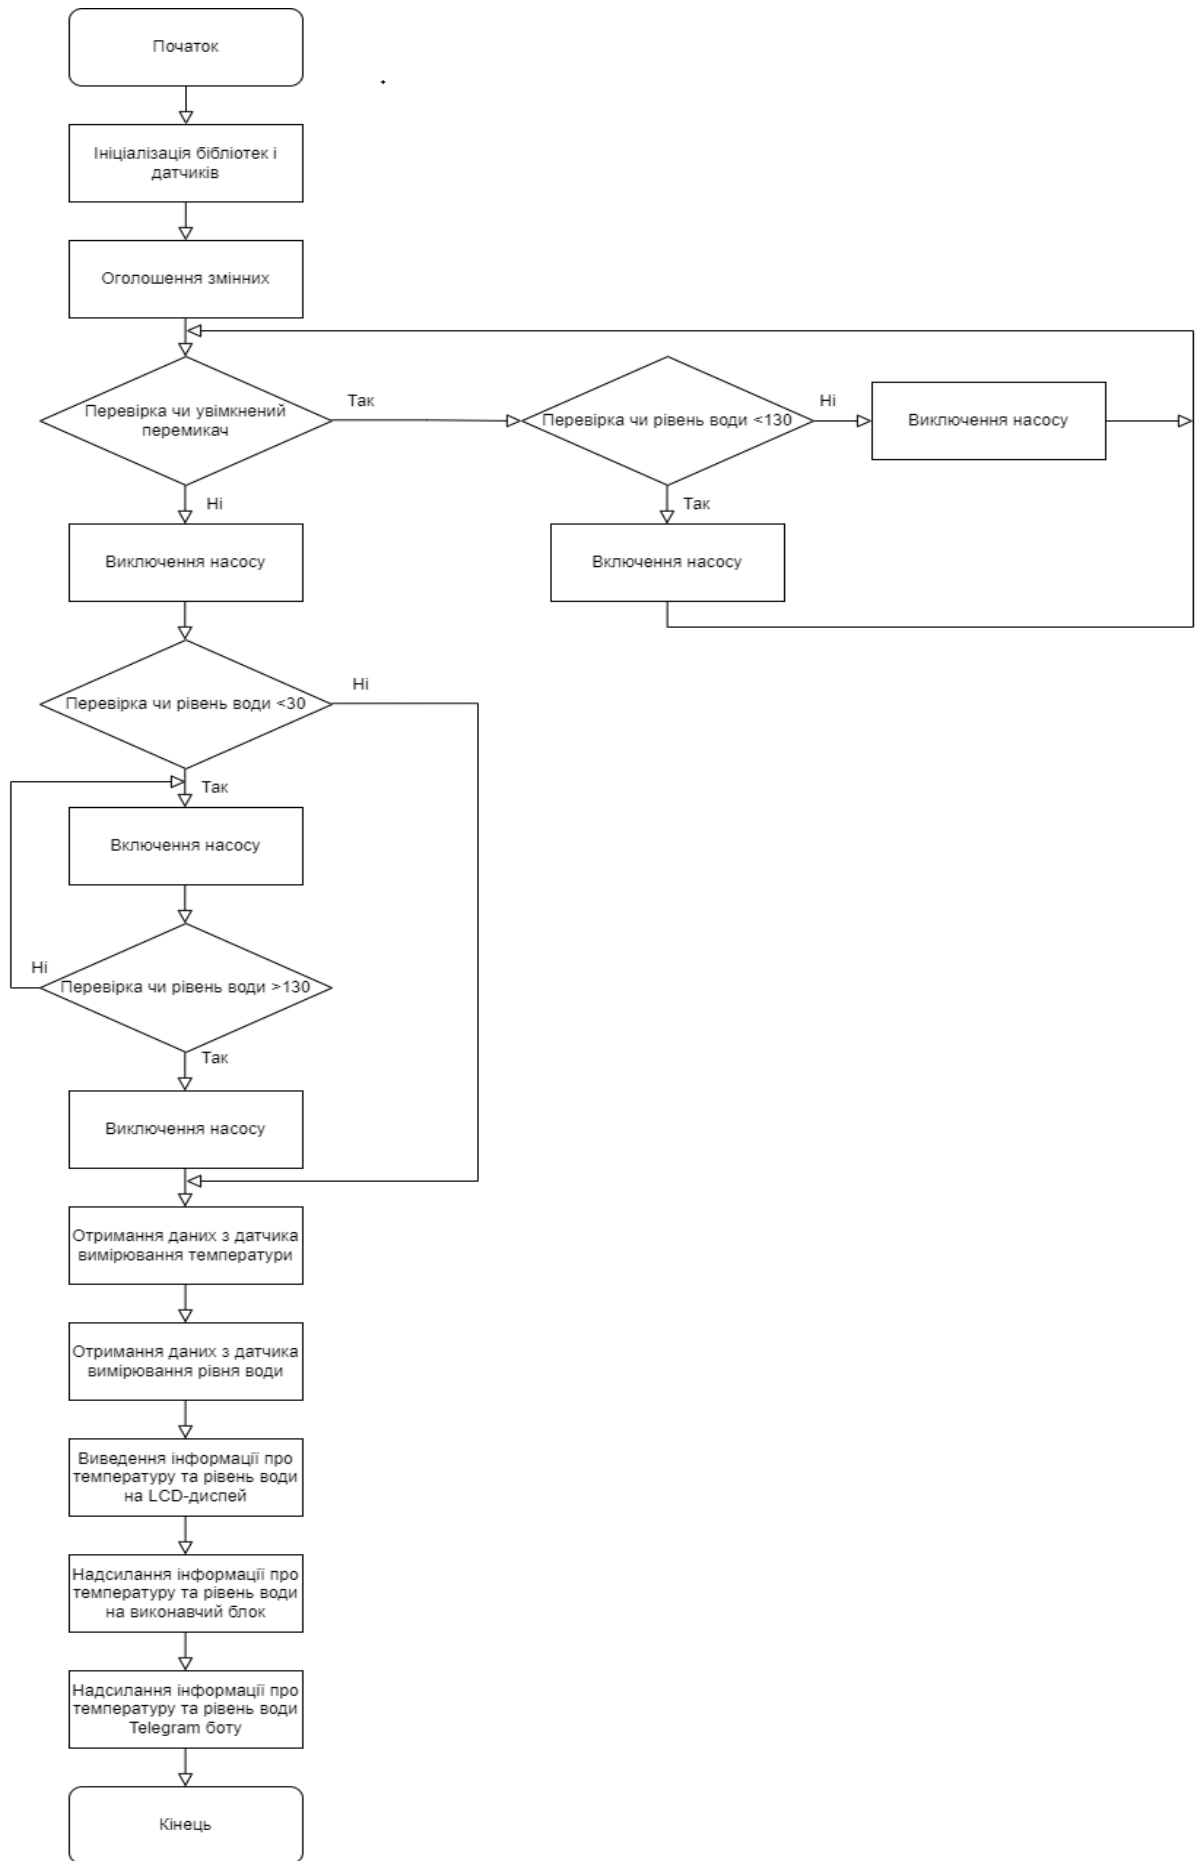 Початок
Ініціалізація бібліотек і
датчиків
Оголошення змінних
Перевірка чи увімкнений
перемикач
Так
Перевірка чи рівень води <130
Ні
Виключення насосу
Ні
Так
Виключення насосу
Включення насосу
Перевірка чи рівень води <30
Ні
Так
Включення насосу
Ні
Перевірка чи рівень води >130
Так
Виключення насосу
Отримання даних з датчика
вимірювання температури
Отримання даних з датчика
вимірювання рівня води
Виведення інформації про
температуру та рівень води
на LCD-диспей
Надсилання інформації про
температуру та рівень води
на виконавчий блок
Надсилання інформації про
температуру та рівень води
Telegram боту
Кінець